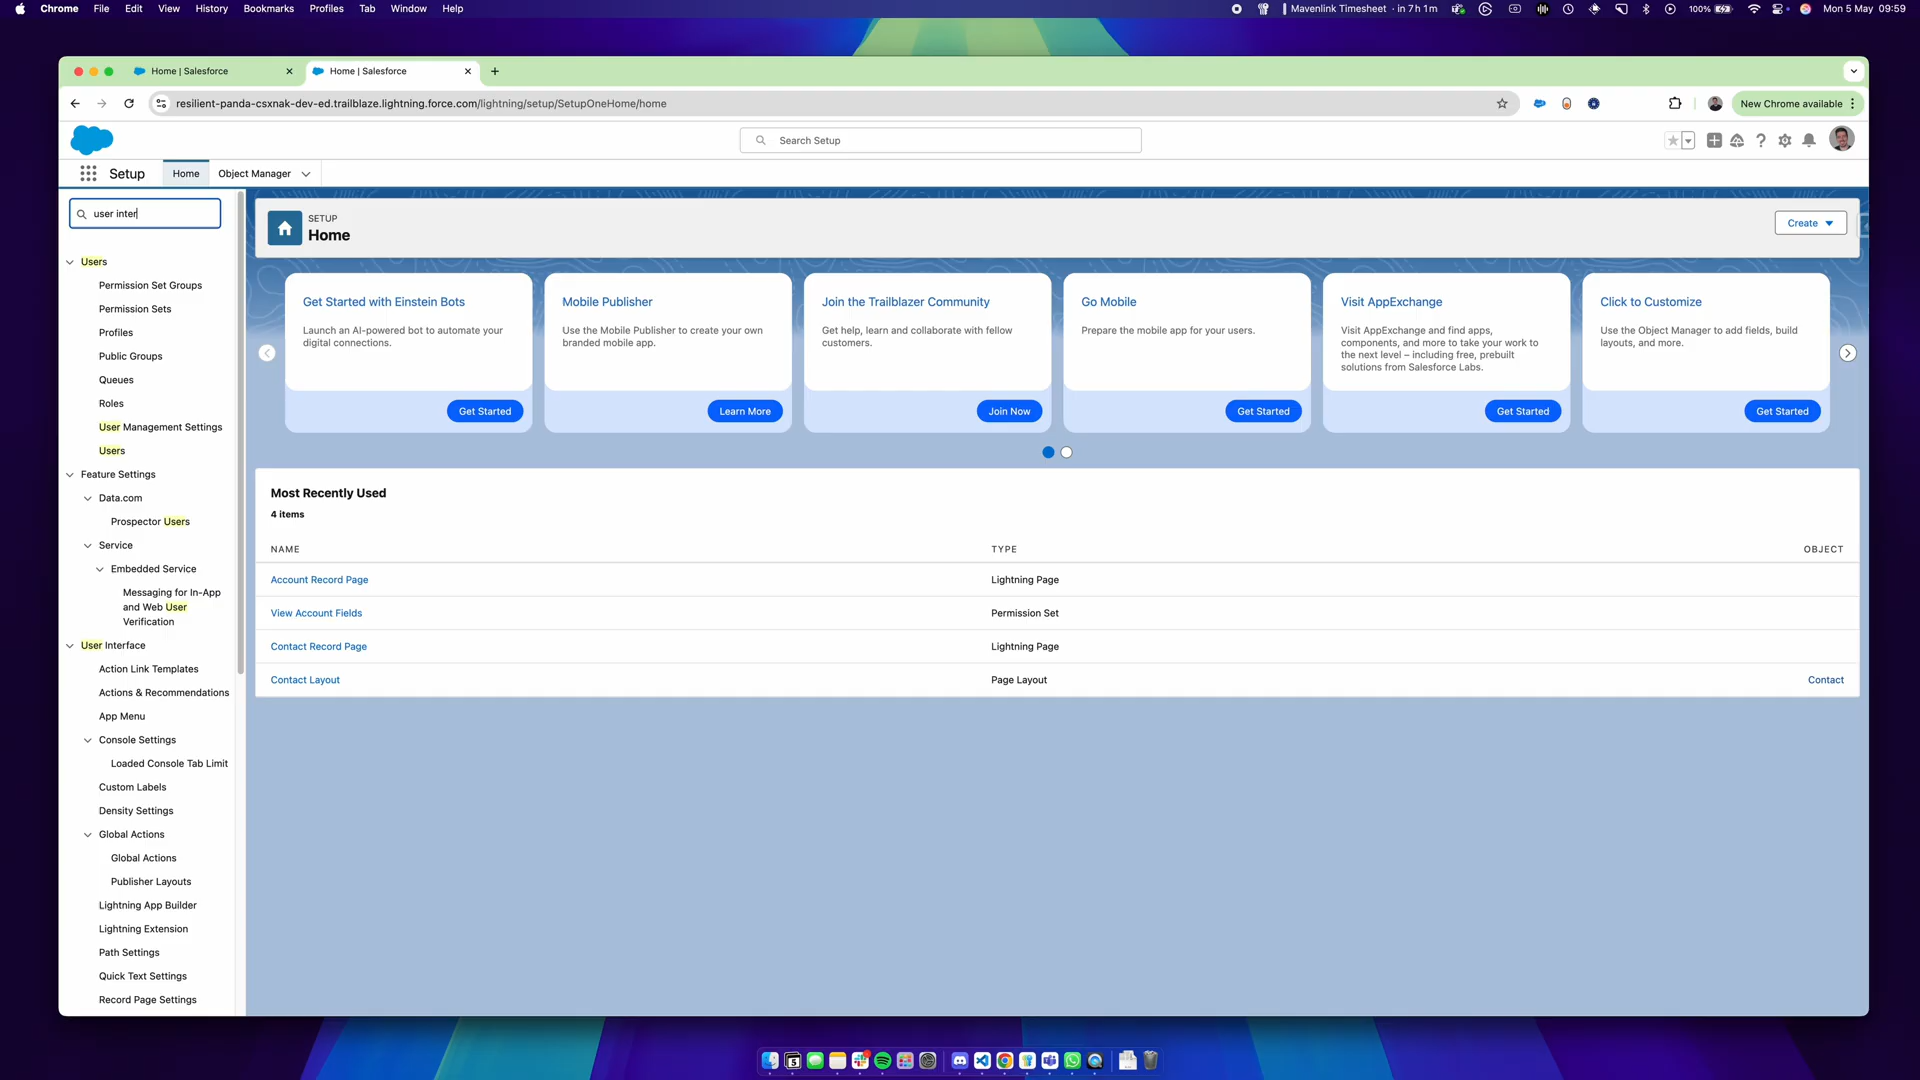 Chrome File Edit View History Bookmarks Profiles Tab Window Help
Mavenlink Timesheet · in 7h 1m 100% Mon 5 May 09:59
Home | Salesforce
Home | Salesforce
resilient-panda-csxnak-dev-ed.trailblaze.lightning.force.com/lightning/setup/SetupOneHome/home
New Chrome available
Search Setup
Setup Home Object Manager
user inter
Users
Permission Set Groups
Permission Sets
Profiles
Public Groups
Queues
Roles
User Management Settings
Users
Feature Settings
Data.com
Prospector Users
Service
Embedded Service
Messaging for In-App
and Web User
Verification
User Interface
Action Link Templates
Actions & Recommendations
App Menu
Console Settings
Loaded Console Tab Limit
Custom Labels
Density Settings
Global Actions
Global Actions
Publisher Layouts
Lightning App Builder
Lightning Extension
Path Settings
Quick Text Settings
Record Page Settings
SETUP
Home
Create
Get Started with Einstein Bots
Launch an AI-powered bot to automate your
digital connections.
Get Started
Mobile Publisher
Use the Mobile Publisher to create your own
branded mobile app.
Learn More
Join the Trailblazer Community
Get help, learn and collaborate with fellow
customers.
Join Now
Go Mobile
Prepare the mobile app for your users.
Get Started
Visit AppExchange
Visit AppExchange and find apps,
components, and more to take your work to
the next level – including free, prebuilt
solutions from Salesforce Labs.
Get Started
Click to Customize
Use the Object Manager to add fields, build
layouts, and more.
Get Started
Most Recently Used
4 items
NAME TYPE OBJECT
Account Record Page Lightning Page
View Account Fields Permission Set
Contact Record Page Lightning Page
Contact Layout Page Layout Contact
5